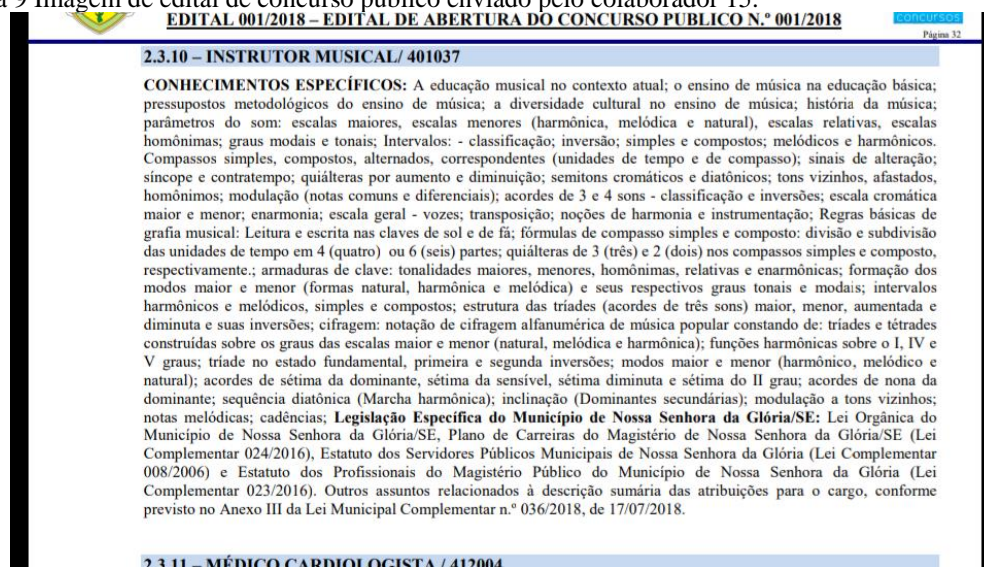 9 Imagem de edital de concurso público enviado pelo colaborador 15.
EDITAL 001/2018 – EDITAL DE ABERTURA DO CONCURSO PUBLICO N.º 001/2018
concursos
Página 32
2.3.10 – INSTRUTOR MUSICAL/ 401037
CONHECIMENTOS ESPECÍFICOS: A educação musical no contexto atual; o ensino de música na educação básica;
pressupostos metodológicos do ensino de música; a diversidade cultural no ensino de música; história da música;
parâmetros do som: escalas maiores, escalas menores (harmônica, melódica e natural), escalas relativas, escalas
homônimas; graus modais e tonais; Intervalos: - classificação; inversão; simples e compostos; melódicos e harmônicos.
Compassos simples, compostos, alternados, correspondentes (unidades de tempo e de compasso); sinais de alteração;
síncope e contratempo; quiálteras por aumento e diminuição; semitons cromáticos e diatônicos; tons vizinhos, afastados,
homônimos; modulação (notas comuns e diferenciais); acordes de 3 e 4 sons - classificação e inversões; escala cromática
maior e menor; enarmonia; escala geral - vozes; transposição; noções de harmonia e instrumentação; Regras básicas de
grafia musical: Leitura e escrita nas claves de sol e de fá; fórmulas de compasso simples e composto: divisão e subdivisão
das unidades de tempo em 4 (quatro) ou 6 (seis) partes; quiálteras de 3 (três) e 2 (dois) nos compassos simples e composto,
respectivamente.; armaduras de clave: tonalidades maiores, menores, homônimas, relativas e enarmônicas; formação dos
modos maior e menor (formas natural, harmônica e melódica) e seus respectivos graus tonais e modais; intervalos
harmônicos e melódicos, simples e compostos; estrutura das tríades (acordes de três sons) maior, menor, aumentada e
diminuta e suas inversões; cifragem: notação de cifragem alfanumérica de música popular constando de: tríades e tétrades
construídas sobre os graus das escalas maior e menor (natural, melódica e harmônica); funções harmônicas sobre o I, IV e
V graus; tríade no estado fundamental, primeira e segunda inversões; modos maior e menor (harmônico, melódico e
natural); acordes de sétima da dominante, sétima da sensível, sétima diminuta e sétima do II grau; acordes de nona da
dominante; sequência diatônica (Marcha harmônica); inclinação (Dominantes secundárias); modulação a tons vizinhos;
notas melódicas; cadências; Legislação Específica do Município de Nossa Senhora da Glória/SE: Lei Orgânica do
Município de Nossa Senhora da Glória/SE, Plano de Carreiras do Magistério de Nossa Senhora da Glória/SE (Lei
Complementar 024/2016), Estatuto dos Servidores Públicos Municipais de Nossa Senhora da Glória (Lei Complementar
008/2006) e Estatuto dos Profissionais do Magistério Público do Município de Nossa Senhora da Glória (Lei
Complementar 023/2016). Outros assuntos relacionados à descrição sumária das atribuições para o cargo, conforme
previsto no Anexo III da Lei Municipal Complementar n.º 036/2018, de 17/07/2018.
2.3.11 – MÉDICO CARDIOLOGISTA / 412004